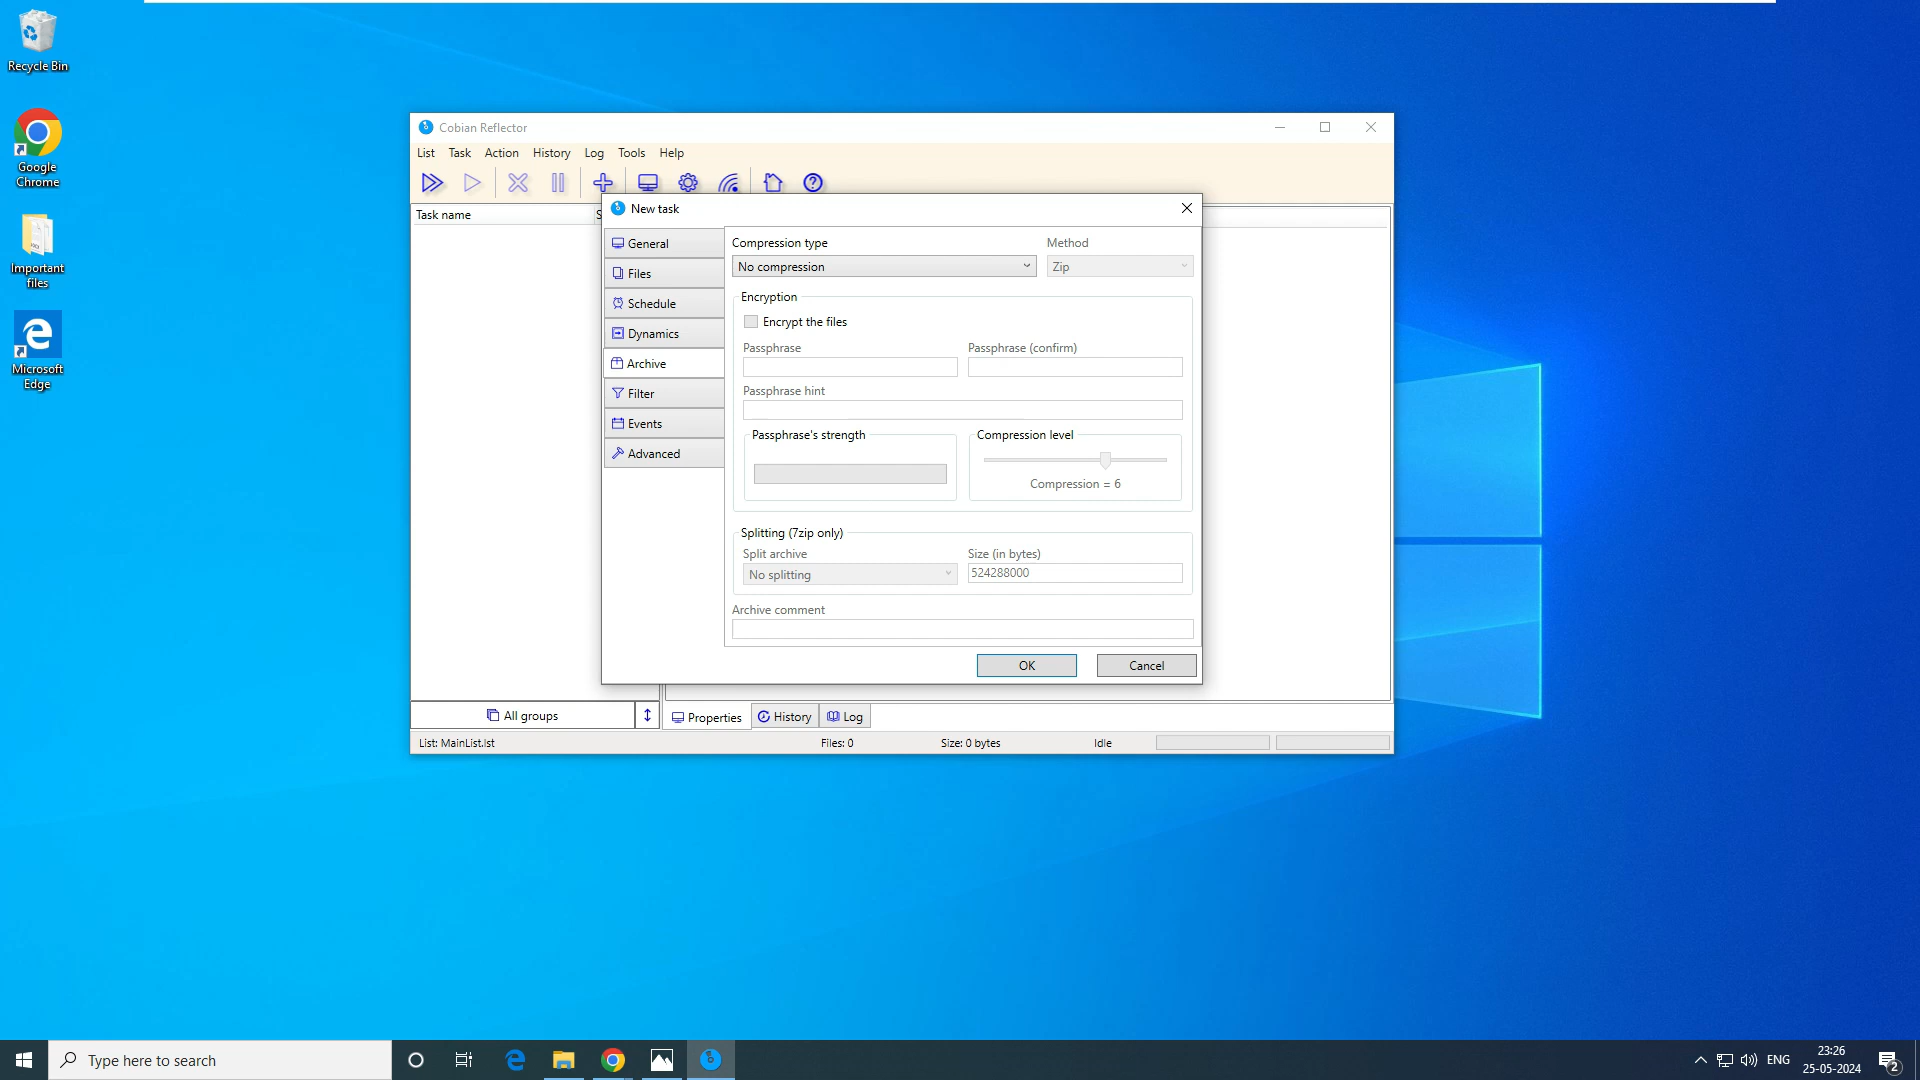 Recycle Bin
Google
Chrome
Important
files
Microsoft
Edge
Cobian Reflector
List Task Action History Log Tools Help
Task name S
New task
General
Files
Schedule
Dynamics
Archive
Filter
Events
Advanced
Compression type Method
No compression Zip
Encryption
Encrypt the files
Passphrase Passphrase (confirm)
Passphrase hint
Passphrase's strength Compression level
Compression = 6
Splitting (7zip only)
Split archive Size (in bytes)
No splitting 524288000
Archive comment
OK Cancel
All groups
Properties History Log
List: MainList.lst Files: 0 Size: 0 bytes Idle
Type here to search
ENG
23:26
25-05-2024
2